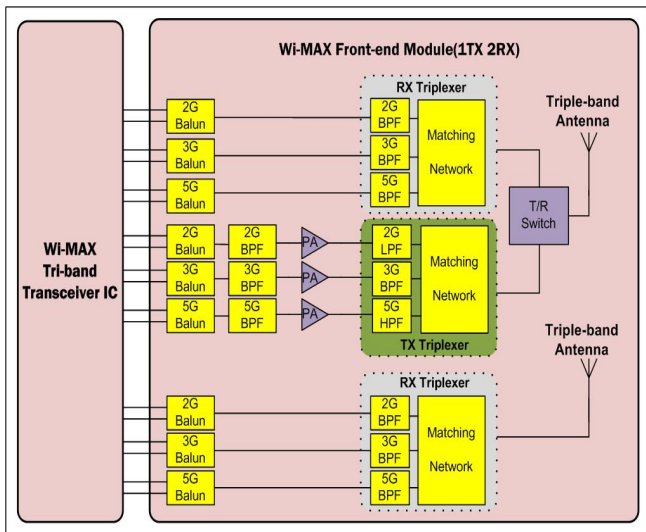 Wi-MAX Front-end Module(1TX 2RX)
RX Triplexer
2G
Balun
2G
BPF
3G
Balun
3G
BPF
5G
Balun
5G
BPF
Matching
Network
Triple-band
Antenna
T/R
Switch
Wi-MAX
Tri-band
Transceiver IC
2G
Balun
2G
BPF
PA
2G
LPF
3G
Balun
3G
BPF
PA
3G
BPF
5G
Balun
5G
BPF
PA
5G
HPF
Matching
Network
TX Triplexer
Triple-band
Antenna
RX Triplexer
2G
Balun
2G
BPF
3G
Balun
3G
BPF
5G
Balun
5G
BPF
Matching
Network